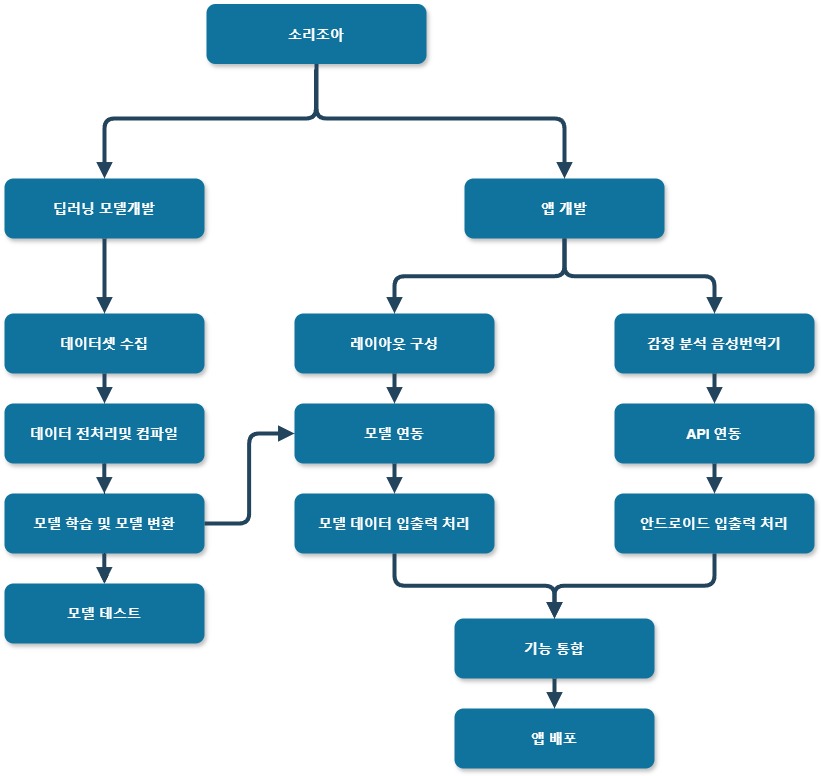 소리조아
딥러닝 모델개발
앱 개발
데이터셋 수집
레이아웃 구성
감정 분석 음성번역기
데이터 전처리및 컴파일
모델 연동
API 연동
모델 학습 및 모델 변환
모델 데이터 입출력 처리
안드로이드 입출력 처리
모델 테스트
기능 통합
앱 배포